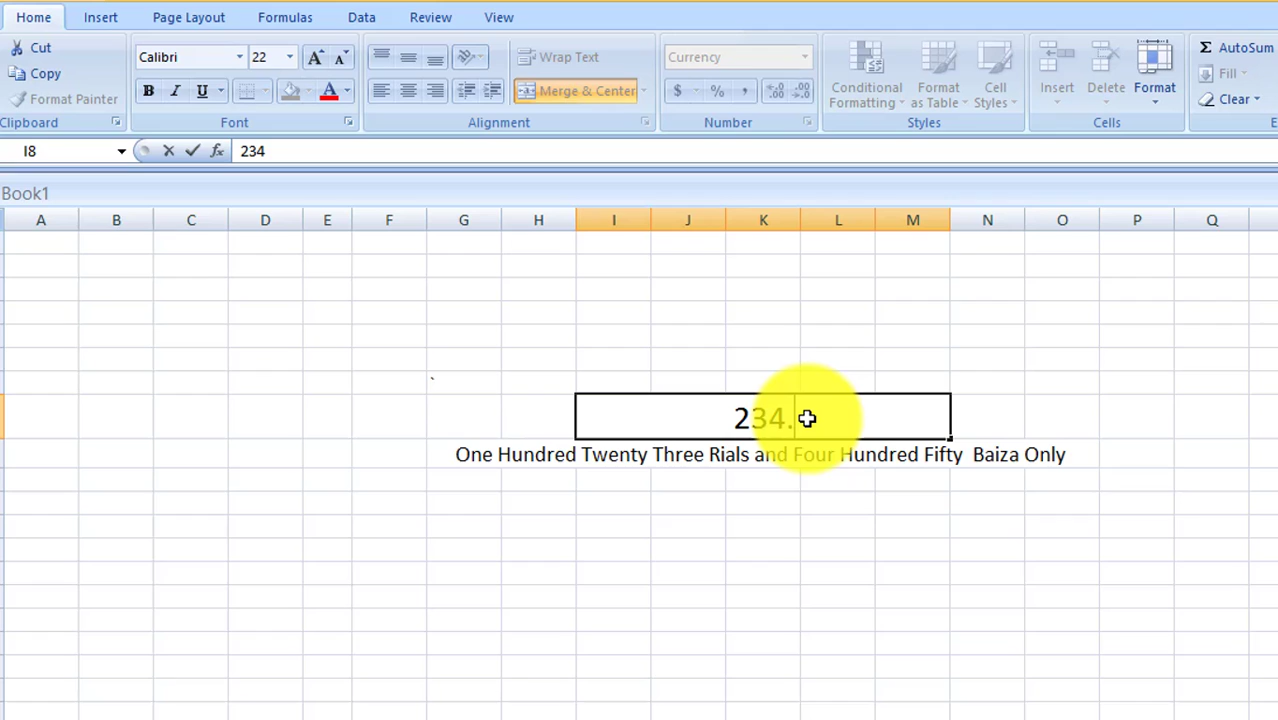 Home Insert Page Layout Formulas Data Review View
Cut
Copy
Format Painter
Clipboard
Calibri 22 A A
B I U A
Font
Wrap Text
Merge & Center
Alignment
Currency
$ % , .00
Number
Conditional Formatting
Format as Table
Cell Styles
Styles
Insert Delete Format
Cells
Σ AutoSum
Fill
Clear
E
I8 fx 234
Book1
A B C D E F G H I J K L M N O P Q
`
234.
One Hundred Twenty Three Rials and Four Hundred Fifty Baiza Only